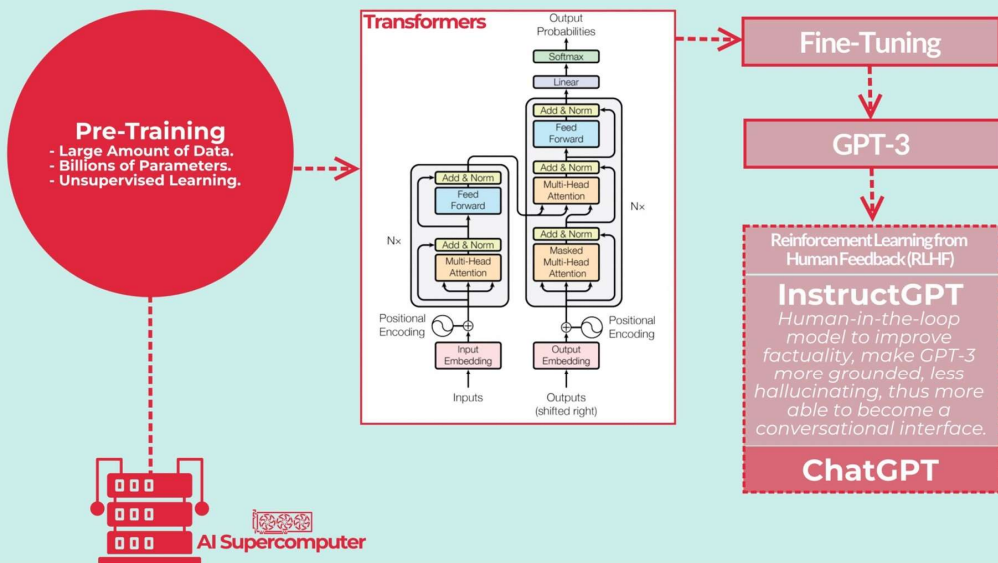 Pre-Training
- Large Amount of Data.
- Billions of Parameters.
- Unsupervised Learning.
AI Supercomputer
Transformers
Output
Probabilities
Softmax
Linear
Add & Norm
Feed
Forward
Add & Norm
Multi-Head
Attention
Add & Norm
Masked
Multi-Head
Attention
Nx
Positional
Encoding
Output
Embedding
Outputs
(shifted right)
Add & Norm
Feed
Forward
Add & Norm
Multi-Head
Attention
Nx
Positional
Encoding
Input
Embedding
Inputs
Fine-Tuning
GPT-3
Reinforcement Learning from
Human Feedback (RLHF)
InstructGPT
Human-in-the-loop
model to improve
factuality, make GPT-3
more grounded, less
hallucinating, thus more
able to become a
conversational interface.
ChatGPT